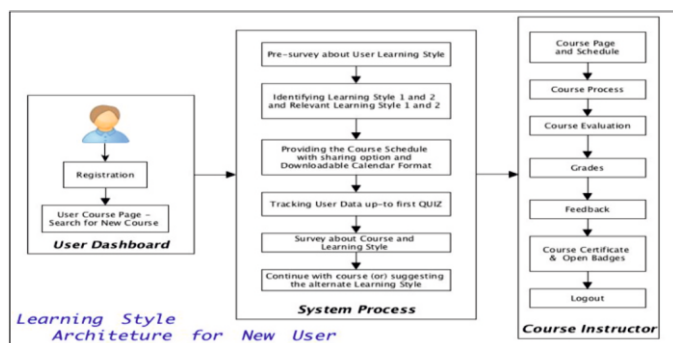 Registration
User Course Page -
Search for New Course
User Dashboard
Pre-survey about User Learning Style
Identifying Learning Style 1 and 2
and Relevant Learning Style 1 and 2
Providing the Course Schedule
with sharing option and
Downloadable Calendar Format
Tracking User Data up-to first QUIZ
Survey about Course and
Learning Style
Continue with course (or) suggesting
the alternate Learning Style
System Process
Course Page
and Schedule
Course Process
Course Evaluation
Grades
Feedback
Course Certificate
& Open Badges
Logout
Course Instructor
Learning Style
Architeture for New User